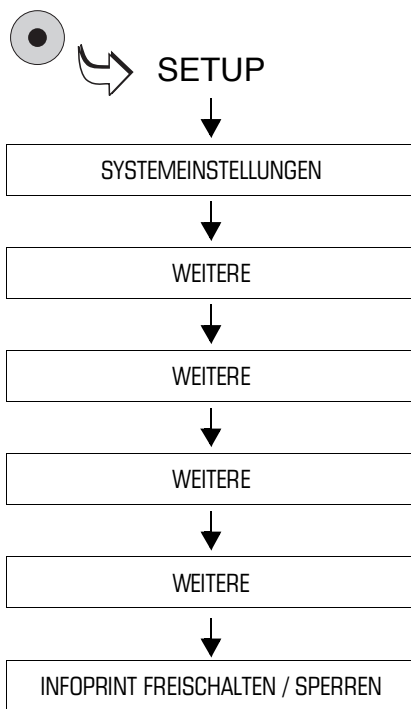 SETUP
SYSTEMEINSTELLUNGEN
WEITERE
WEITERE
WEITERE
WEITERE
INFOPRINT FREISCHALTEN / SPERREN